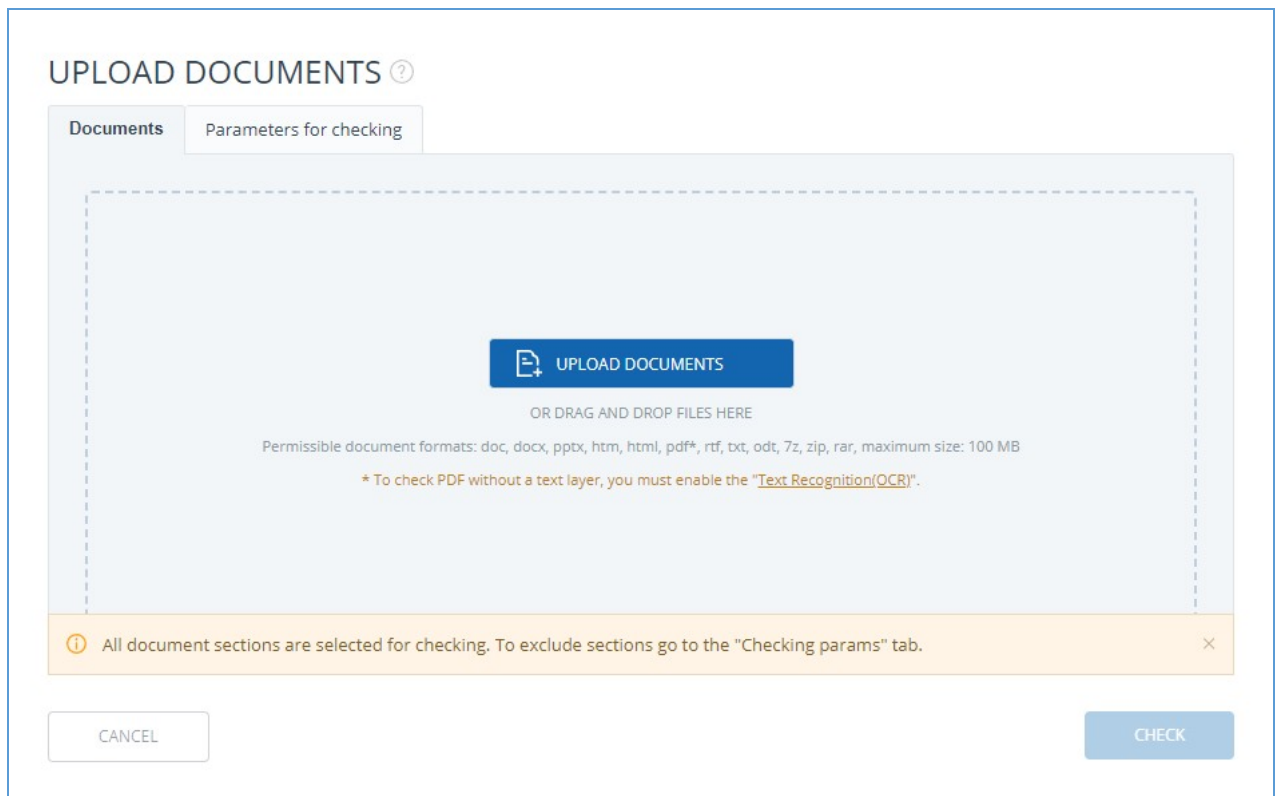 UPLOAD DOCUMENTS ?
Documents
Parameters for checking
UPLOAD DOCUMENTS
OR DRAG AND DROP FILES HERE
Permissible document formats: doc, docx, pptx, htm, html, pdf*, rtf, txt, odt, 7z, zip, rar, maximum size: 100 MB
* To check PDF without a text layer, you must enable the "Text Recognition(OCR)".
All document sections are selected for checking. To exclude sections go to the "Checking params" tab.
CANCEL
CHECK